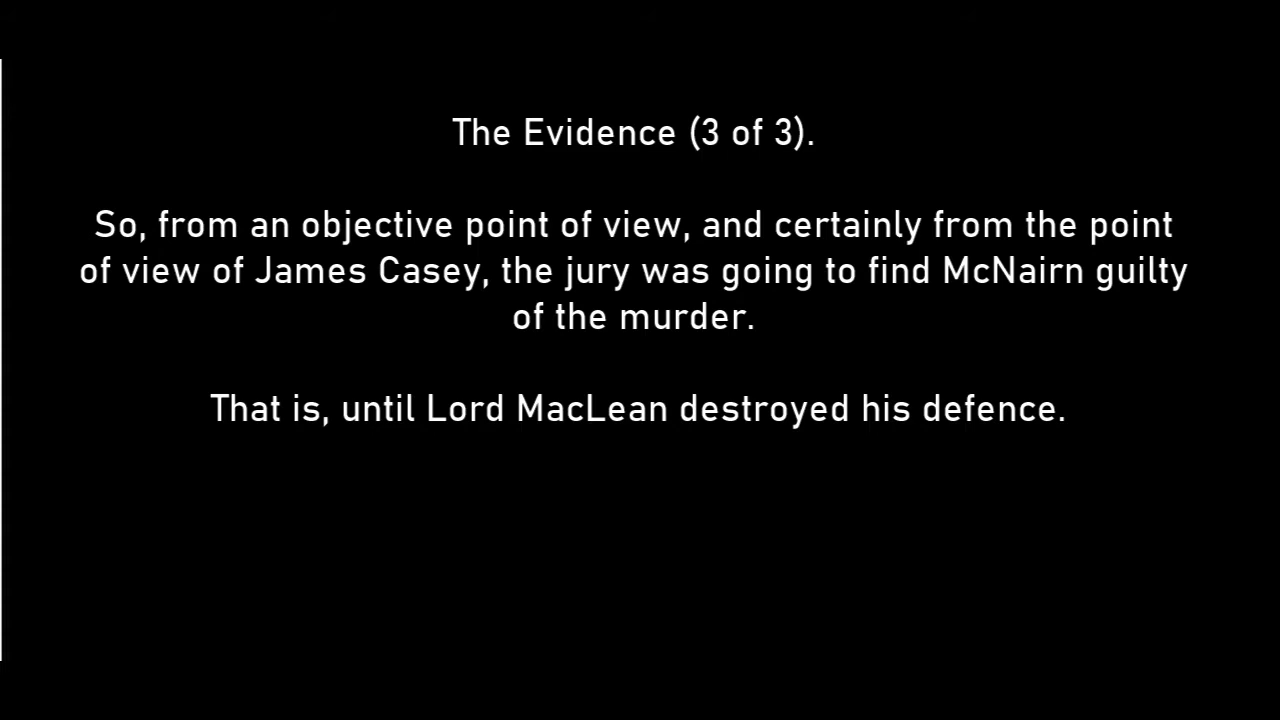 The Evidence (3 of 3).
So, from an objective point of view, and certainly from the point
of view of James Casey, the jury was going to find McNairn guilty
of the murder.
That is, until Lord MacLean destroyed his defence.